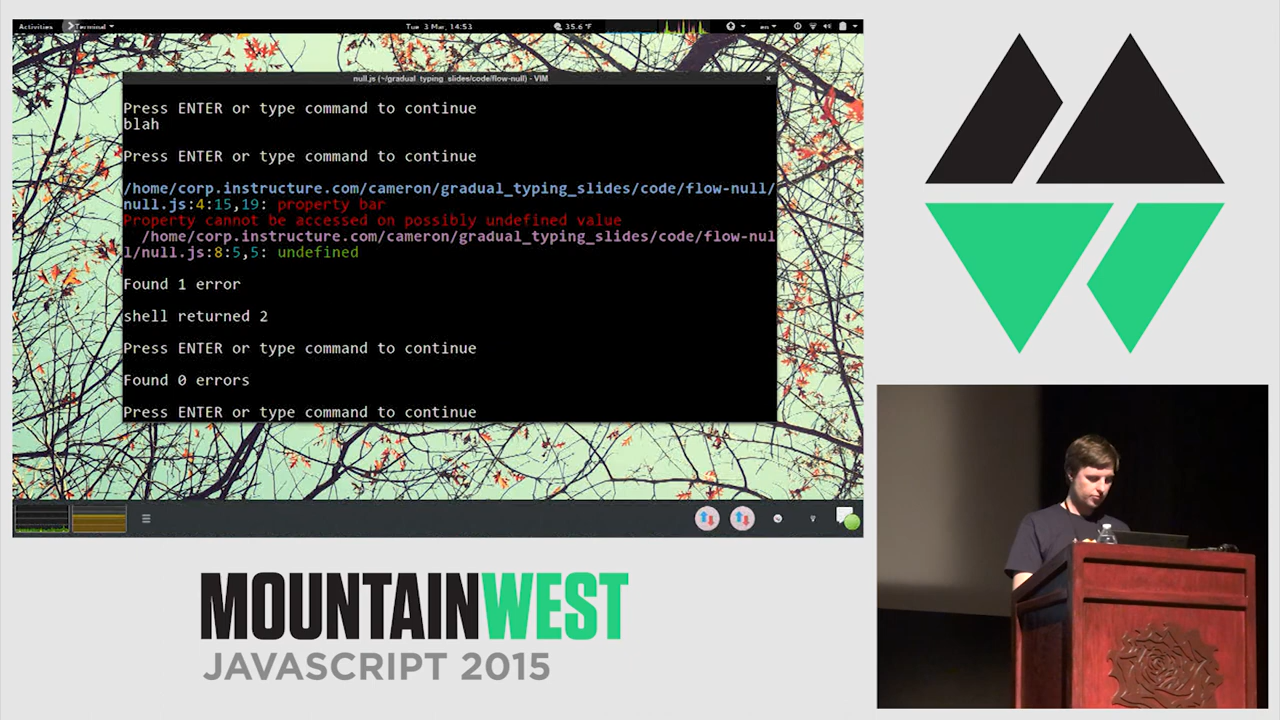 Activities Terminal Tue 3 Mar, 14:53 35.6 °F en
null.js (~/gradual_typing_slides/code/flow-null) - VIM
Press ENTER or type command to continue
blah
Press ENTER or type command to continue
/home/corp.instructure.com/cameron/gradual_typing_slides/code/flow-null/
null.js:4:15,19: property bar
Property cannot be accessed on possibly undefined value
/home/corp.instructure.com/cameron/gradual_typing_slides/code/flow-nul
l/null.js:8:5,5: undefined
Found 1 error
shell returned 2
Press ENTER or type command to continue
Found 0 errors
Press ENTER or type command to continue
MOUNTAINWEST
JAVASCRIPT 2015